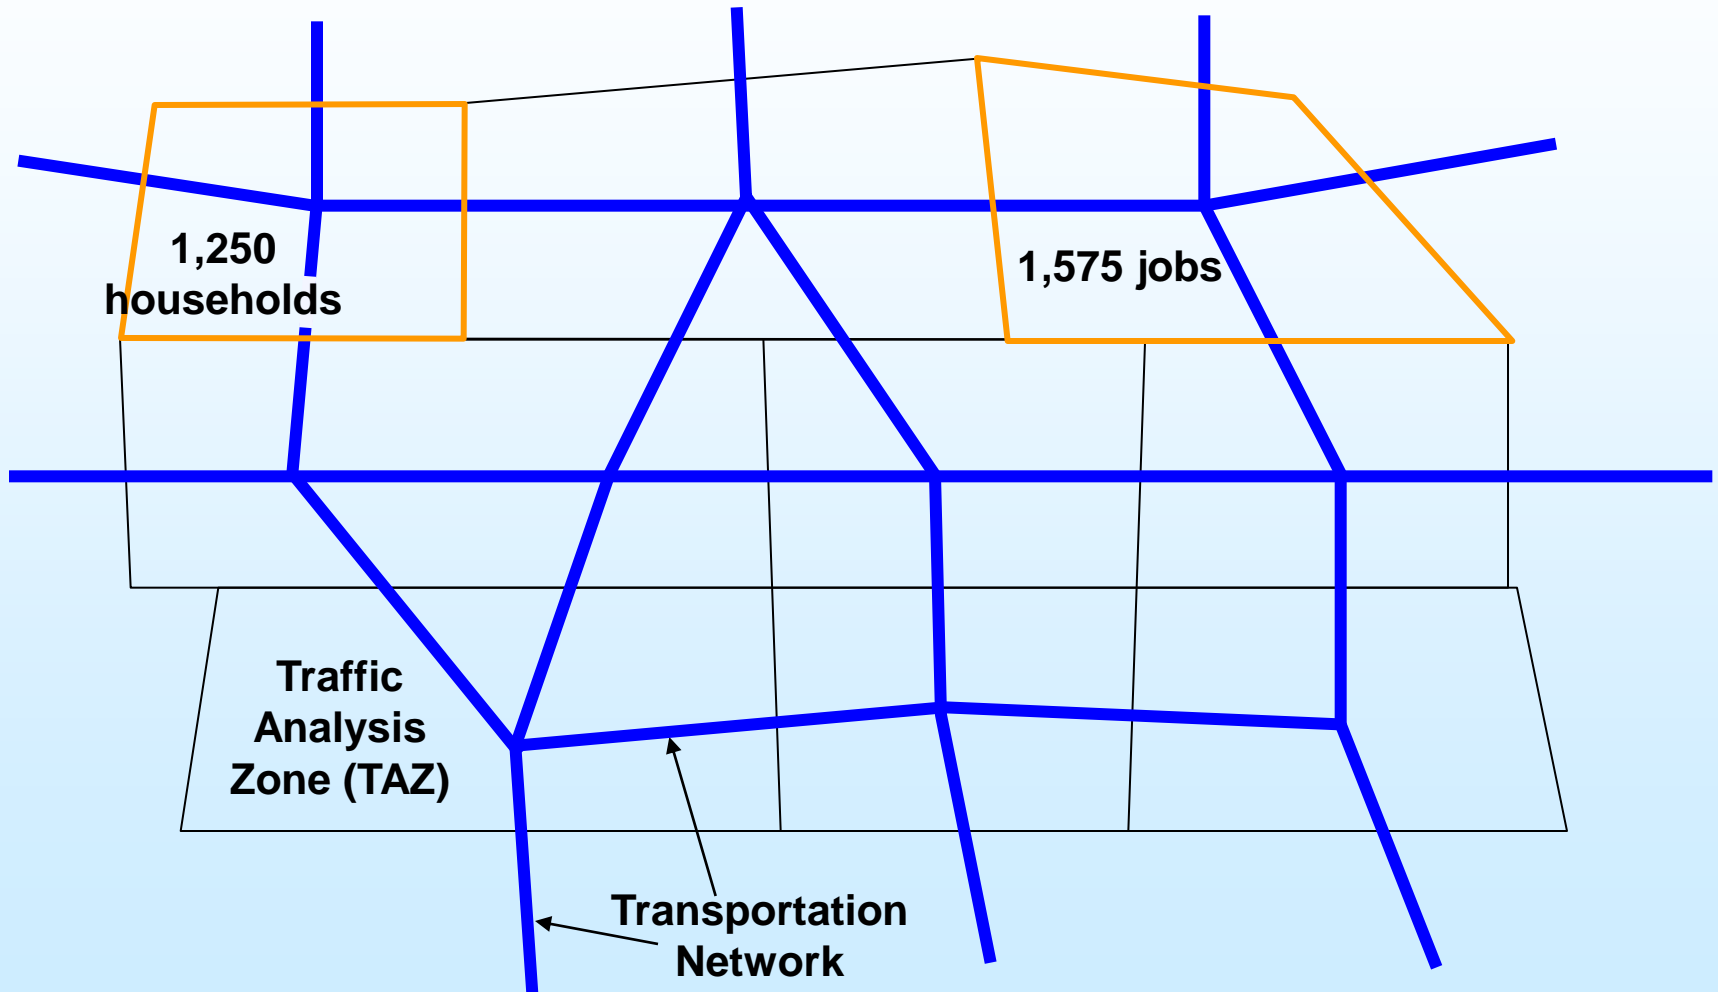 1,250
households
1,575 jobs
Traffic
Analysis
Zone (TAZ)
Transportation
Network